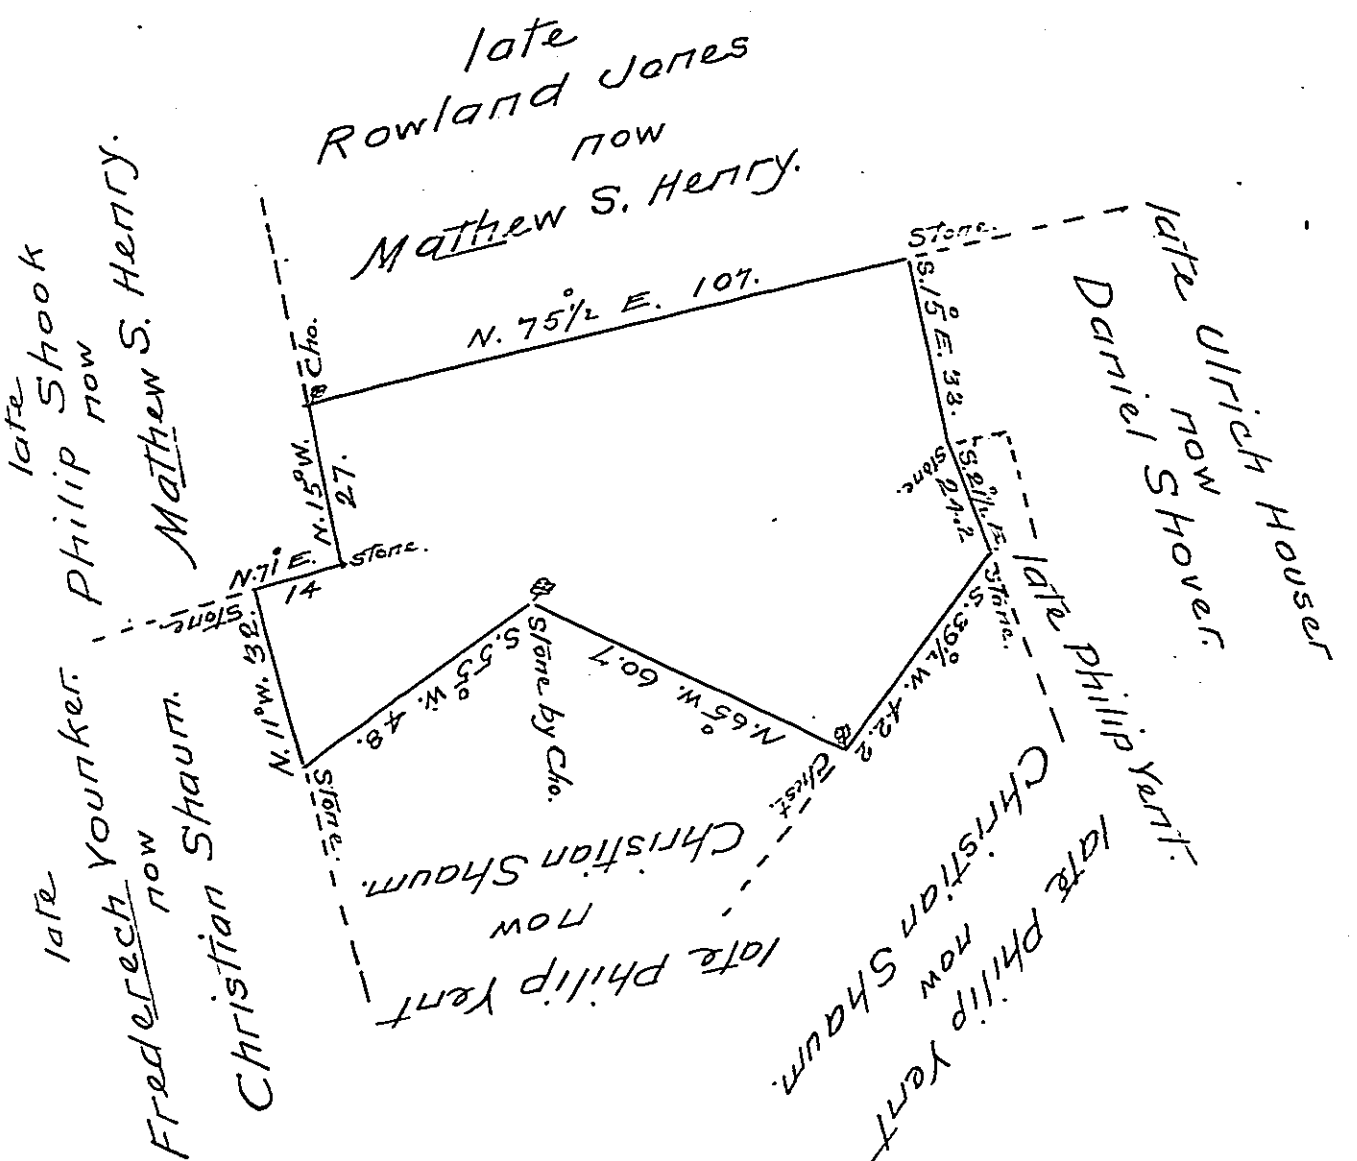 late
Rowland Jones
now
Mathew S. Henry.
late
Philip Shook
now
Mathew S. Henry.
Cho.
N. 75½° E. 107.
Stone.
S. 15° E. 33.
late Ulrich Houser
now
Daniel Shover.
Stone.
S. 21½° E.
24.2
late Philip Yent.
Stone.
S. 39½° W. 42.2
Chest.
N. 65° W. 60.7
Stone by Cho.
S. 55° W. 48.
Stone.
N. 11° W. 32.
Stone.
N. 71° E.
14
Stone.
N. 15° W.
27.
late
Frederech Younker.
now
Christian Shaum.
late Philip Yent
now
Christian Shaum.
late Philip Yent
now
Christian Shaum.